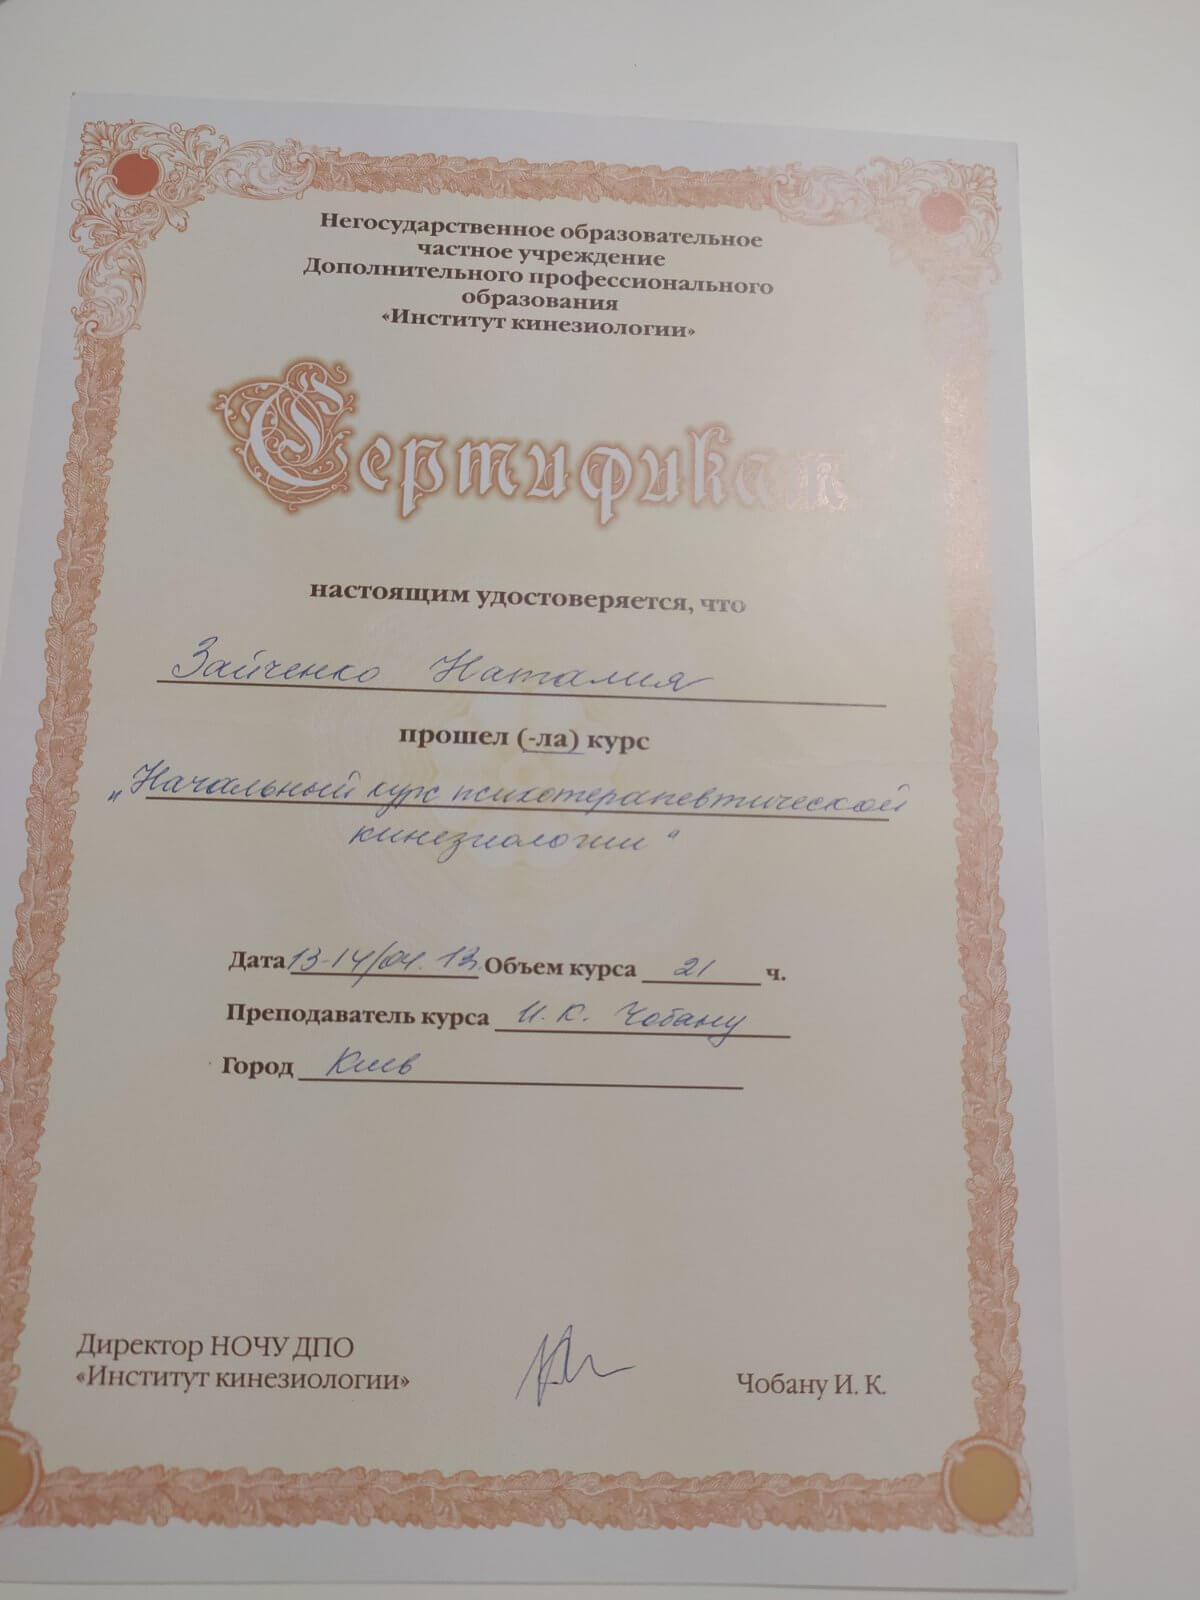 Негосударственное образовательное
частное учреждение
Дополнительного профессионального
образования
«Институт кинезиологии»
Сертификат
настоящим удостоверяется, что
Зайченко Наталия
прошел (-ла) курс
„Начальный курс психотерапевтической
кинезиологии“
Дата 13-14/04. 13. Объем курса 21 ч.
Преподаватель курса И. К. Чобану
Город Киев
Директор НОЧУ ДПО
«Институт кинезиологии»
Чобану И. К.